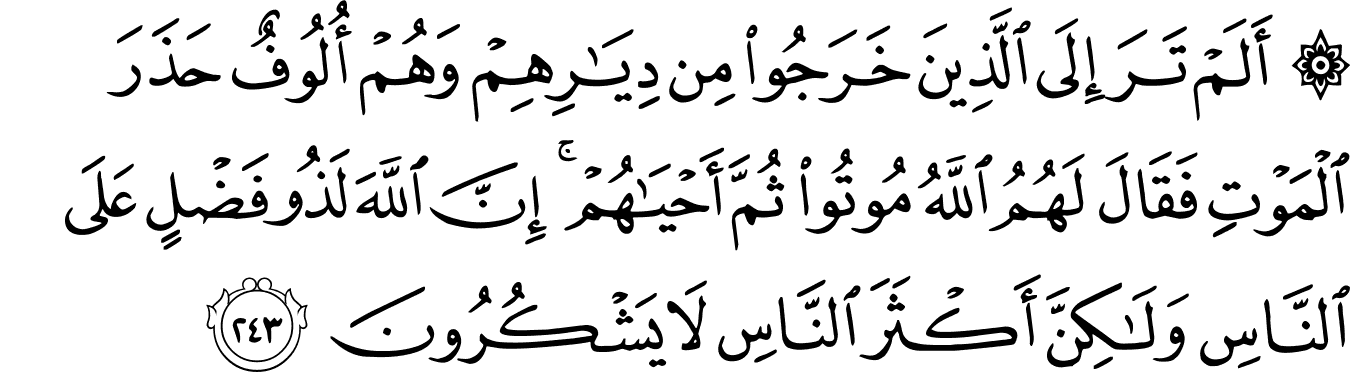 ۞ أَلَمْ تَرَ إِلَى ٱلَّذِينَ خَرَجُوا۟ مِن دِيَـٰرِهِمْ وَهُمْ أُلُوفٌ حَذَرَ
ٱلْمَوْتِ فَقَالَ لَهُمُ ٱللَّهُ مُوتُوا۟ ثُمَّ أَحْيَـٰهُمْ ۚ إِنَّ ٱللَّهَ لَذُو فَضْلٍ عَلَى
ٱلنَّاسِ وَلَـٰكِنَّ أَكْثَرَ ٱلنَّاسِ لَا يَشْكُرُونَ ٢٤٣